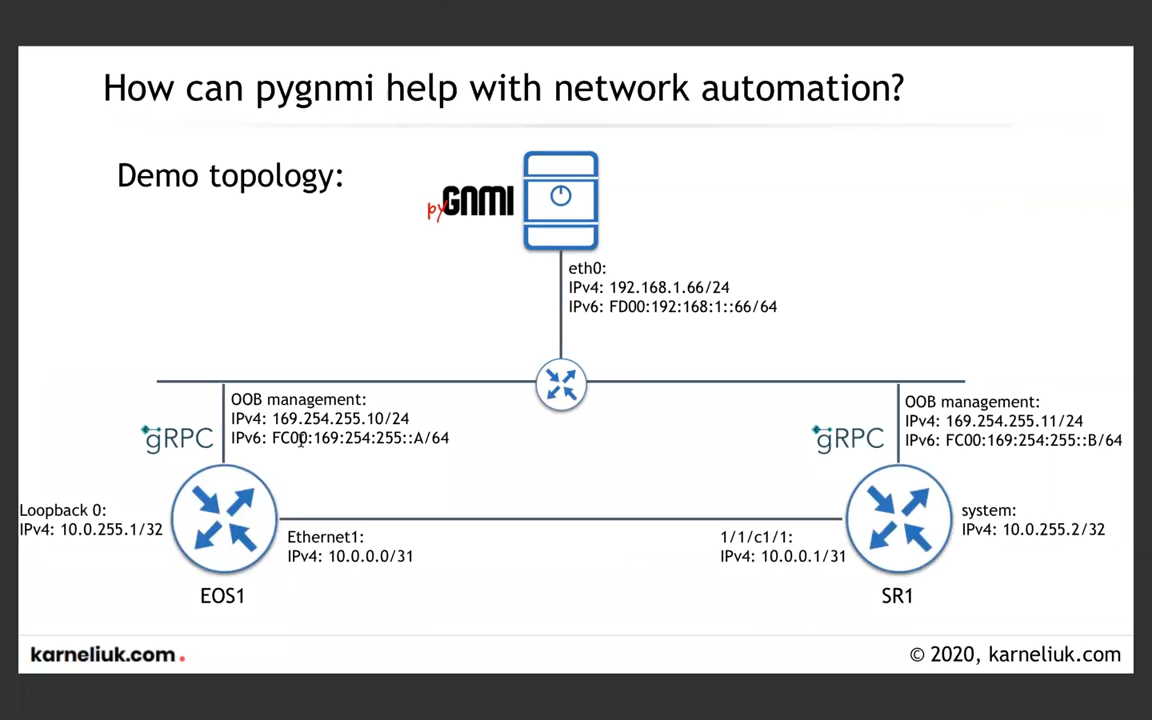 How can pygnmi help with network automation?
Demo topology:
pyGNMI
eth0:
IPv4: 192.168.1.66/24
IPv6: FD00:192:168:1::66/64
OOB management:
IPv4: 169.254.255.10/24
IPv6: FC00:169:254:255::A/64
gRPC
OOB management:
IPv4: 169.254.255.11/24
IPv6: FC00:169:254:255::B/64
gRPC
Loopback 0:
IPv4: 10.0.255.1/32
Ethernet1:
IPv4: 10.0.0.0/31
1/1/c1/1:
IPv4: 10.0.0.1/31
system:
IPv4: 10.0.255.2/32
EOS1
SR1
karneliuk.com.
© 2020, karneliuk.com